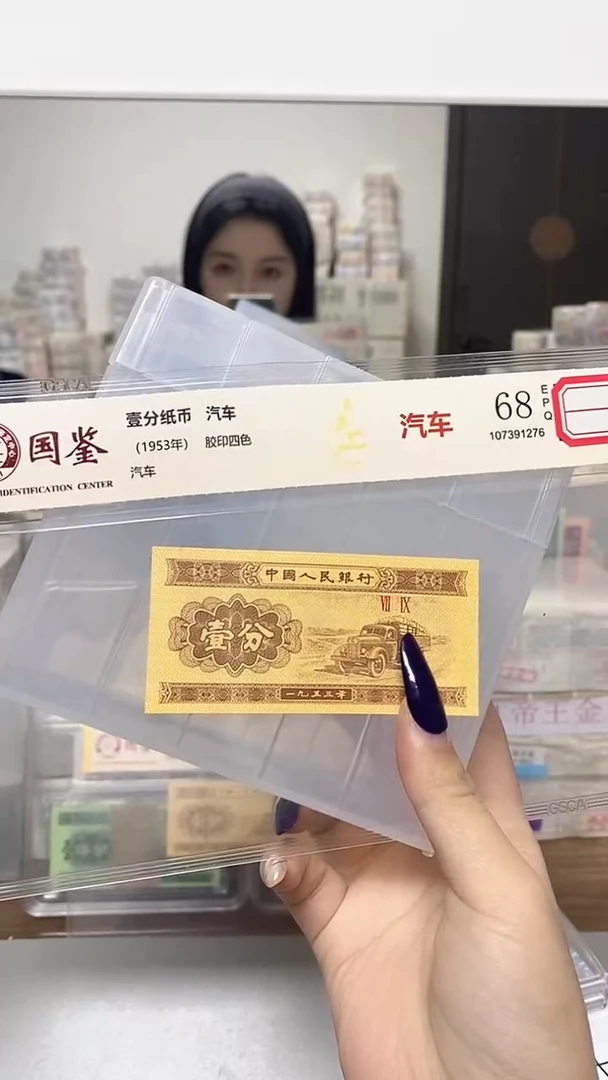 GSCA
国鉴
IDENTIFICATION CENTER
壹分纸币 汽车
(1953年) 胶印四色
汽车
汽车
68
EPQ
107391276
中國人民銀行
VII IX
壹分
一九五三年
帝王金
GSCA